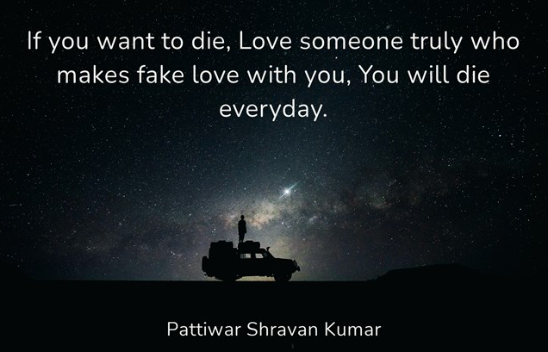 If you want to die, Love someone truly who
makes fake love with you, You will die
everyday.
Pattiwar Shravan Kumar